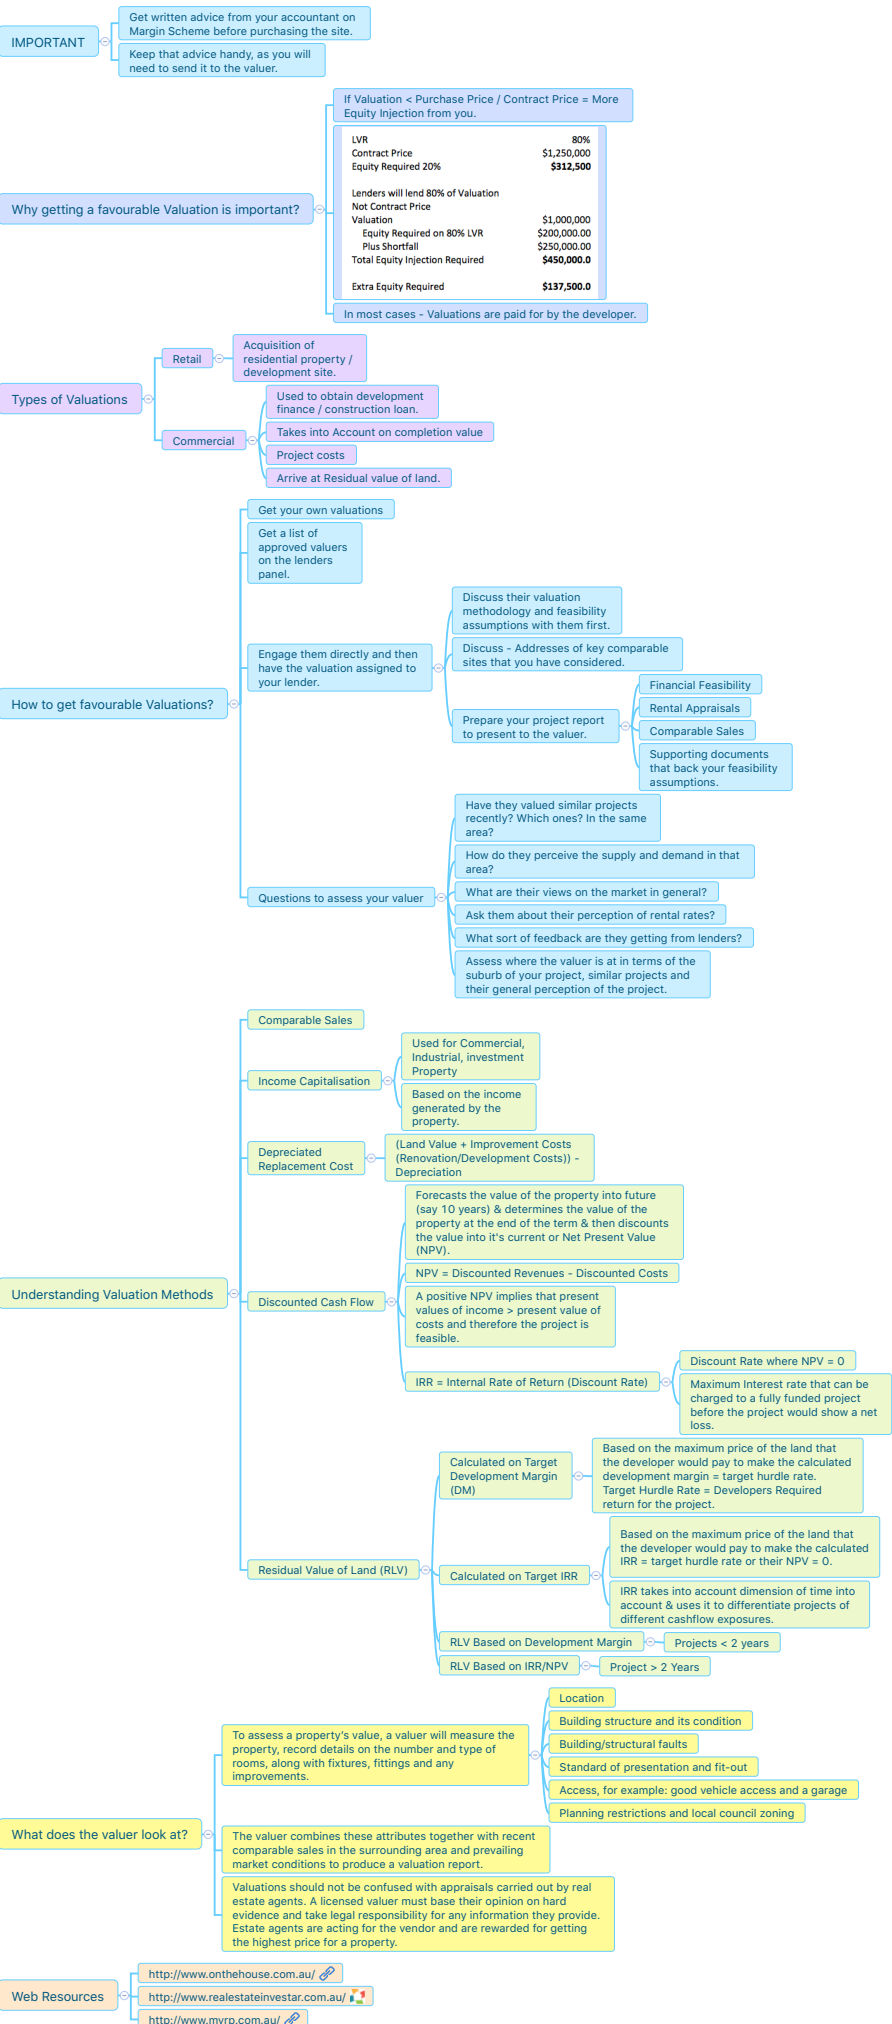 IMPORTANT
Get written advice from your accountant on
Margin Scheme before purchasing the site.
Keep that advice handy, as you will
need to send it to the valuer.
Why getting a favourable Valuation is important?
If Valuation < Purchase Price / Contract Price = More
Equity Injection from you.
LVR 80%
Contract Price $1,250,000
Equity Required 20% $312,500
Lenders will lend 80% of Valuation
Not Contract Price
Valuation $1,000,000
Equity Required on 80% LVR $200,000.00
Plus Shortfall $250,000.00
Total Equity Injection Required $450,000.0
Extra Equity Required $137,500.0
In most cases - Valuations are paid for by the developer.
Types of Valuations
Retail
Acquisition of
residential property /
development site.
Commercial
Used to obtain development
finance / construction loan.
Takes into Account on completion value
Project costs
Arrive at Residual value of land.
How to get favourable Valuations?
Get your own valuations
Get a list of
approved valuers
on the lenders
panel.
Engage them directly and then
have the valuation assigned to
your lender.
Discuss their valuation
methodology and feasibility
assumptions with them first.
Discuss - Addresses of key comparable
sites that you have considered.
Prepare your project report
to present to the valuer.
Financial Feasibility
Rental Appraisals
Comparable Sales
Supporting documents
that back your feasibility
assumptions.
Questions to assess your valuer
Have they valued similar projects
recently? Which ones? In the same
area?
How do they perceive the supply and demand in that
area?
What are their views on the market in general?
Ask them about their perception of rental rates?
What sort of feedback are they getting from lenders?
Assess where the valuer is at in terms of the
suburb of your project, similar projects and
their general perception of the project.
Understanding Valuation Methods
Comparable Sales
Income Capitalisation
Used for Commercial,
Industrial, investment
Property
Based on the income
generated by the
property.
Depreciated
Replacement Cost
(Land Value + Improvement Costs
(Renovation/Development Costs)) -
Depreciation
Discounted Cash Flow
Forecasts the value of the property into future
(say 10 years) & determines the value of the
property at the end of the term & then discounts
the value into it's current or Net Present Value
(NPV).
NPV = Discounted Revenues - Discounted Costs
A positive NPV implies that present
values of income > present value of
costs and therefore the project is
feasible.
IRR = Internal Rate of Return (Discount Rate)
Discount Rate where NPV = 0
Maximum Interest rate that can be
charged to a fully funded project
before the project would show a net
loss.
Residual Value of Land (RLV)
Calculated on Target
Development Margin
(DM)
Based on the maximum price of the land that
the developer would pay to make the calculated
development margin = target hurdle rate.
Target Hurdle Rate = Developers Required
return for the project.
Calculated on Target IRR
Based on the maximum price of the land that
the developer would pay to make the calculated
IRR = target hurdle rate or their NPV = 0.
IRR takes into account dimension of time into
account & uses it to differentiate projects of
different cashflow exposures.
RLV Based on Development Margin
Projects < 2 years
RLV Based on IRR/NPV
Project > 2 Years
What does the valuer look at?
To assess a property's value, a valuer will measure the
property, record details on the number and type of
rooms, along with fixtures, fittings and any
improvements.
Location
Building structure and its condition
Building/structural faults
Standard of presentation and fit-out
Access, for example: good vehicle access and a garage
Planning restrictions and local council zoning
The valuer combines these attributes together with recent
comparable sales in the surrounding area and prevailing
market conditions to produce a valuation report.
Valuations should not be confused with appraisals carried out by real
estate agents. A licensed valuer must base their opinion on hard
evidence and take legal responsibility for any information they provide.
Estate agents are acting for the vendor and are rewarded for getting
the highest price for a property.
Web Resources
http://www.onthehouse.com.au/
http://www.realestateinvestar.com.au/
http://www.myrp.com.au/